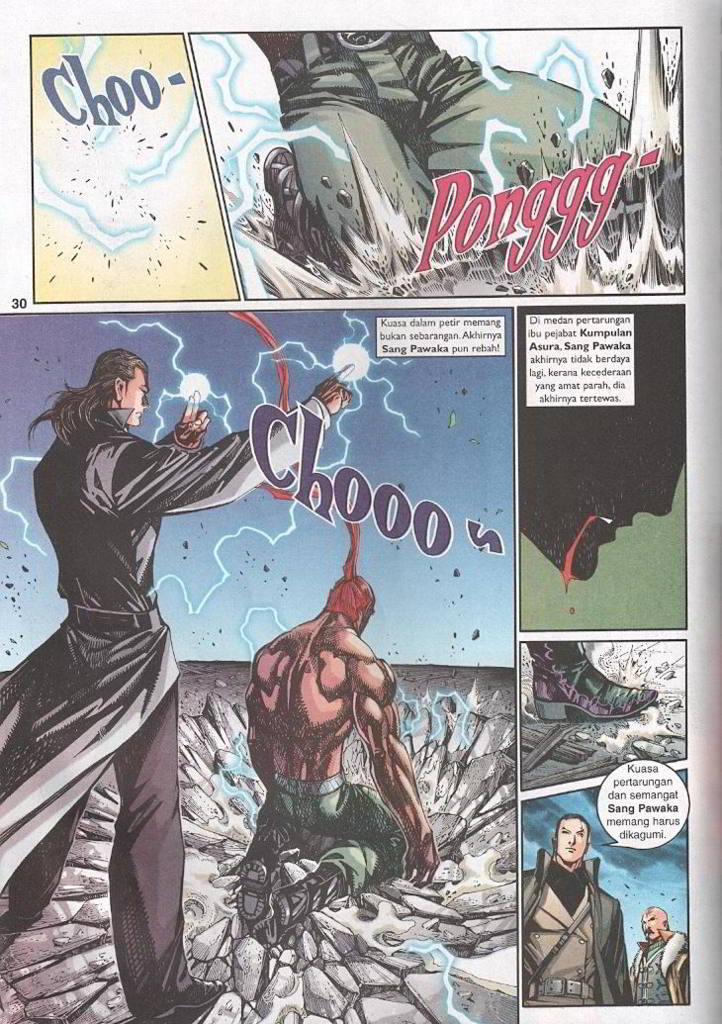 Choo-
Ponggg-
30
Kuasa dalam petir memang
bukan sebarangan. Akhirnya
Sang Pawaka pun rebah!
Di medan pertarungan
ibu pejabat Kumpulan
Asura, Sang Pawaka
akhirnya tidak berdaya
lagi, kerana kecederaan
yang amat parah, dia
akhirnya tertewas.
Chooo~
Kuasa
pertarungan
dan semangat
Sang Pawaka
memang harus
dikagumi.